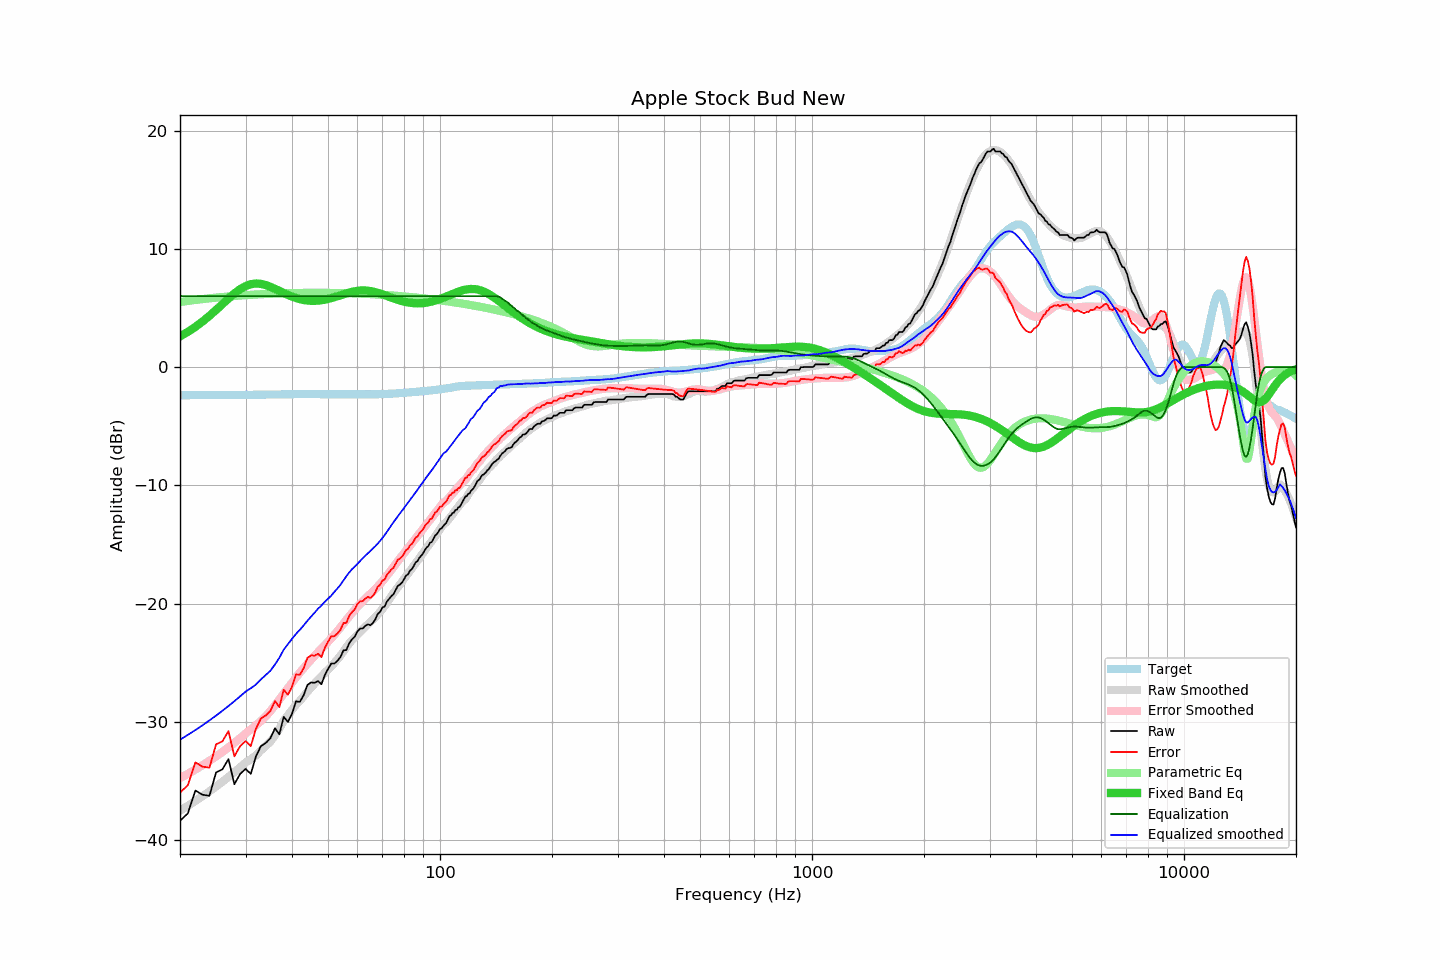 Apple Stock Bud New
20
10
0
−10
−20
−30
−40
Amplitude (dBr)
100
1000
10000
Frequency (Hz)
Target
Raw Smoothed
Error Smoothed
Raw
Error
Parametric Eq
Fixed Band Eq
Equalization
Equalized smoothed